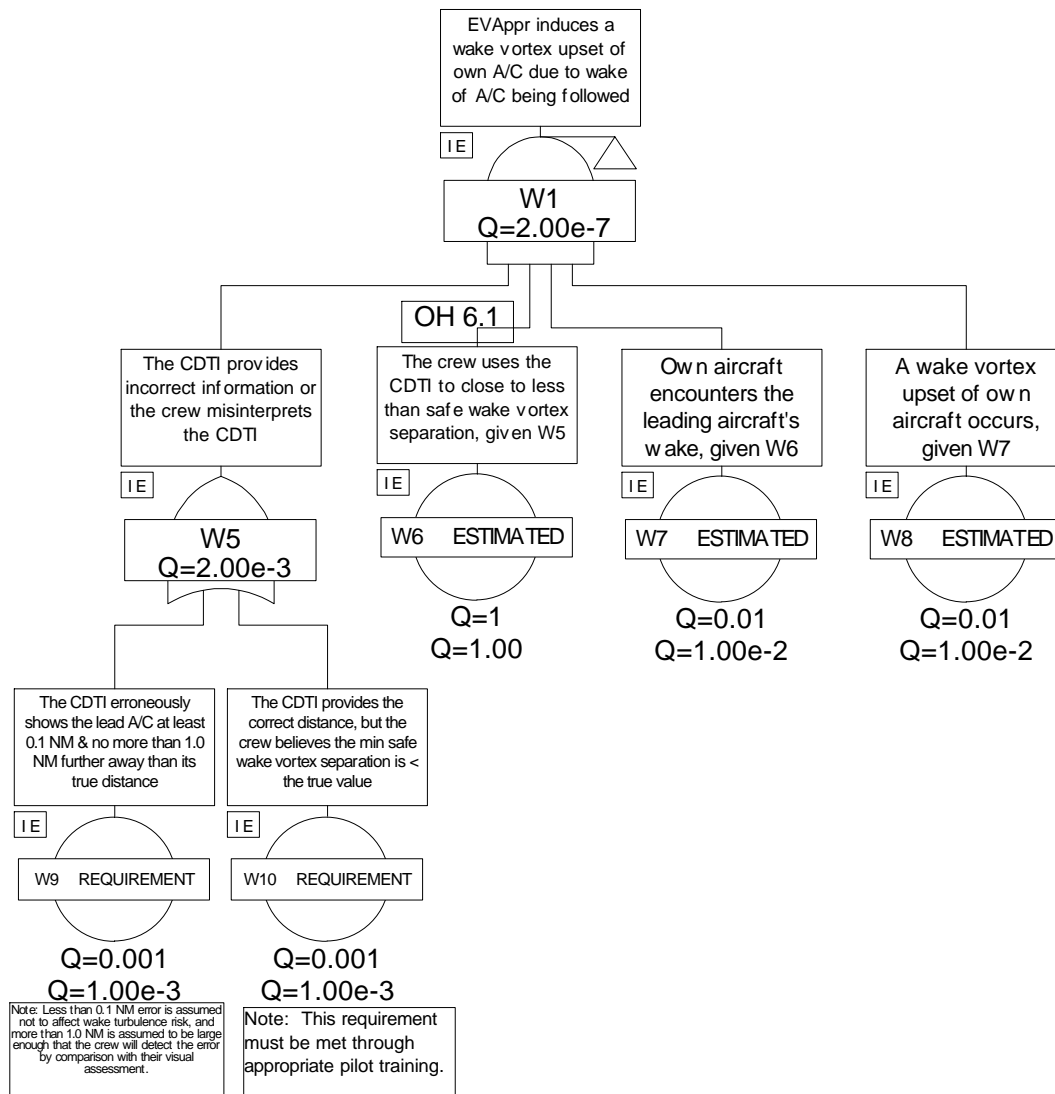 EVAppr induces a
wake vortex upset of
own A/C due to wake
of A/C being followed
IE
W1
Q=2.00e-7
OH 6.1
The CDTI provides
incorrect information or
the crew misinterprets
the CDTI
The crew uses the
CDTI to close to less
than safe wake vortex
separation, given W5
Own aircraft
encounters the
leading aircraft's
wake, given W6
A wake vortex
upset of own
aircraft occurs,
given W7
IE
IE
IE
IE
W5
Q=2.00e-3
W6 ESTIMATED
W7 ESTIMATED
W8 ESTIMATED
Q=1
Q=1.00
Q=0.01
Q=1.00e-2
Q=0.01
Q=1.00e-2
The CDTI erroneously
shows the lead A/C at least
0.1 NM & no more than 1.0
NM further away than its
true distance
The CDTI provides the
correct distance, but the
crew believes the min safe
wake vortex separation is <
the true value
IE
IE
W9 REQUIREMENT
W10 REQUIREMENT
Q=0.001
Q=1.00e-3
Q=0.001
Q=1.00e-3
Note: Less than 0.1 NM error is assumed
not to affect wake turbulence risk, and
more than 1.0 NM is assumed to be large
enough that the crew will detect the error
by comparison with their visual
assessment.
Note: This requirement
must be met through
appropriate pilot training.